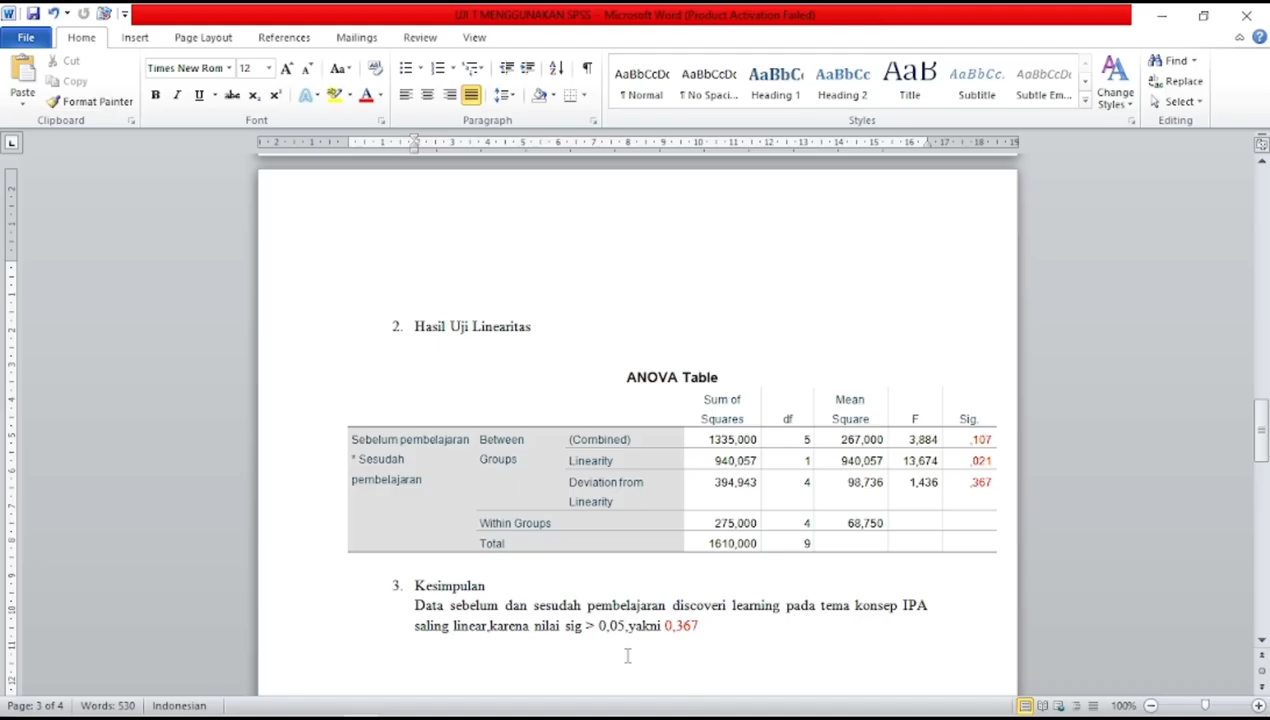 UJI T MENGGUNAKAN SPSS - Microsoft Word (Product Activation Failed)
File Home Insert Page Layout References Mailings Review View
Paste Cut Copy Format Painter
Times New Rom 12
AaBbCcDc AaBbCcDc AaBbC AaBbCc AaB AaBbCc. AaBbCcDc
¶ Normal ¶ No Spaci... Heading 1 Heading 2 Title Subtitle Subtle Em...
Change Styles
Find Replace Select
Clipboard Font Paragraph Styles Editing
2. Hasil Uji Linearitas
ANOVA Table
Sum of Squares df Mean Square F Sig.
Sebelum pembelajaran * Sesudah pembelajaran Between Groups (Combined) 1335,000 5 267,000 3,884 ,107
Linearity 940,057 1 940,057 13,674 ,021
Deviation from Linearity 394,943 4 98,736 1,436 ,367
Within Groups 275,000 4 68,750
Total 1610,000 9
3. Kesimpulan
Data sebelum dan sesudah pembelajaran discoveri learning pada tema konsep IPA
saling linear,karena nilai sig > 0,05,yakni 0,367
Page: 3 of 4 Words: 530 Indonesian 100%